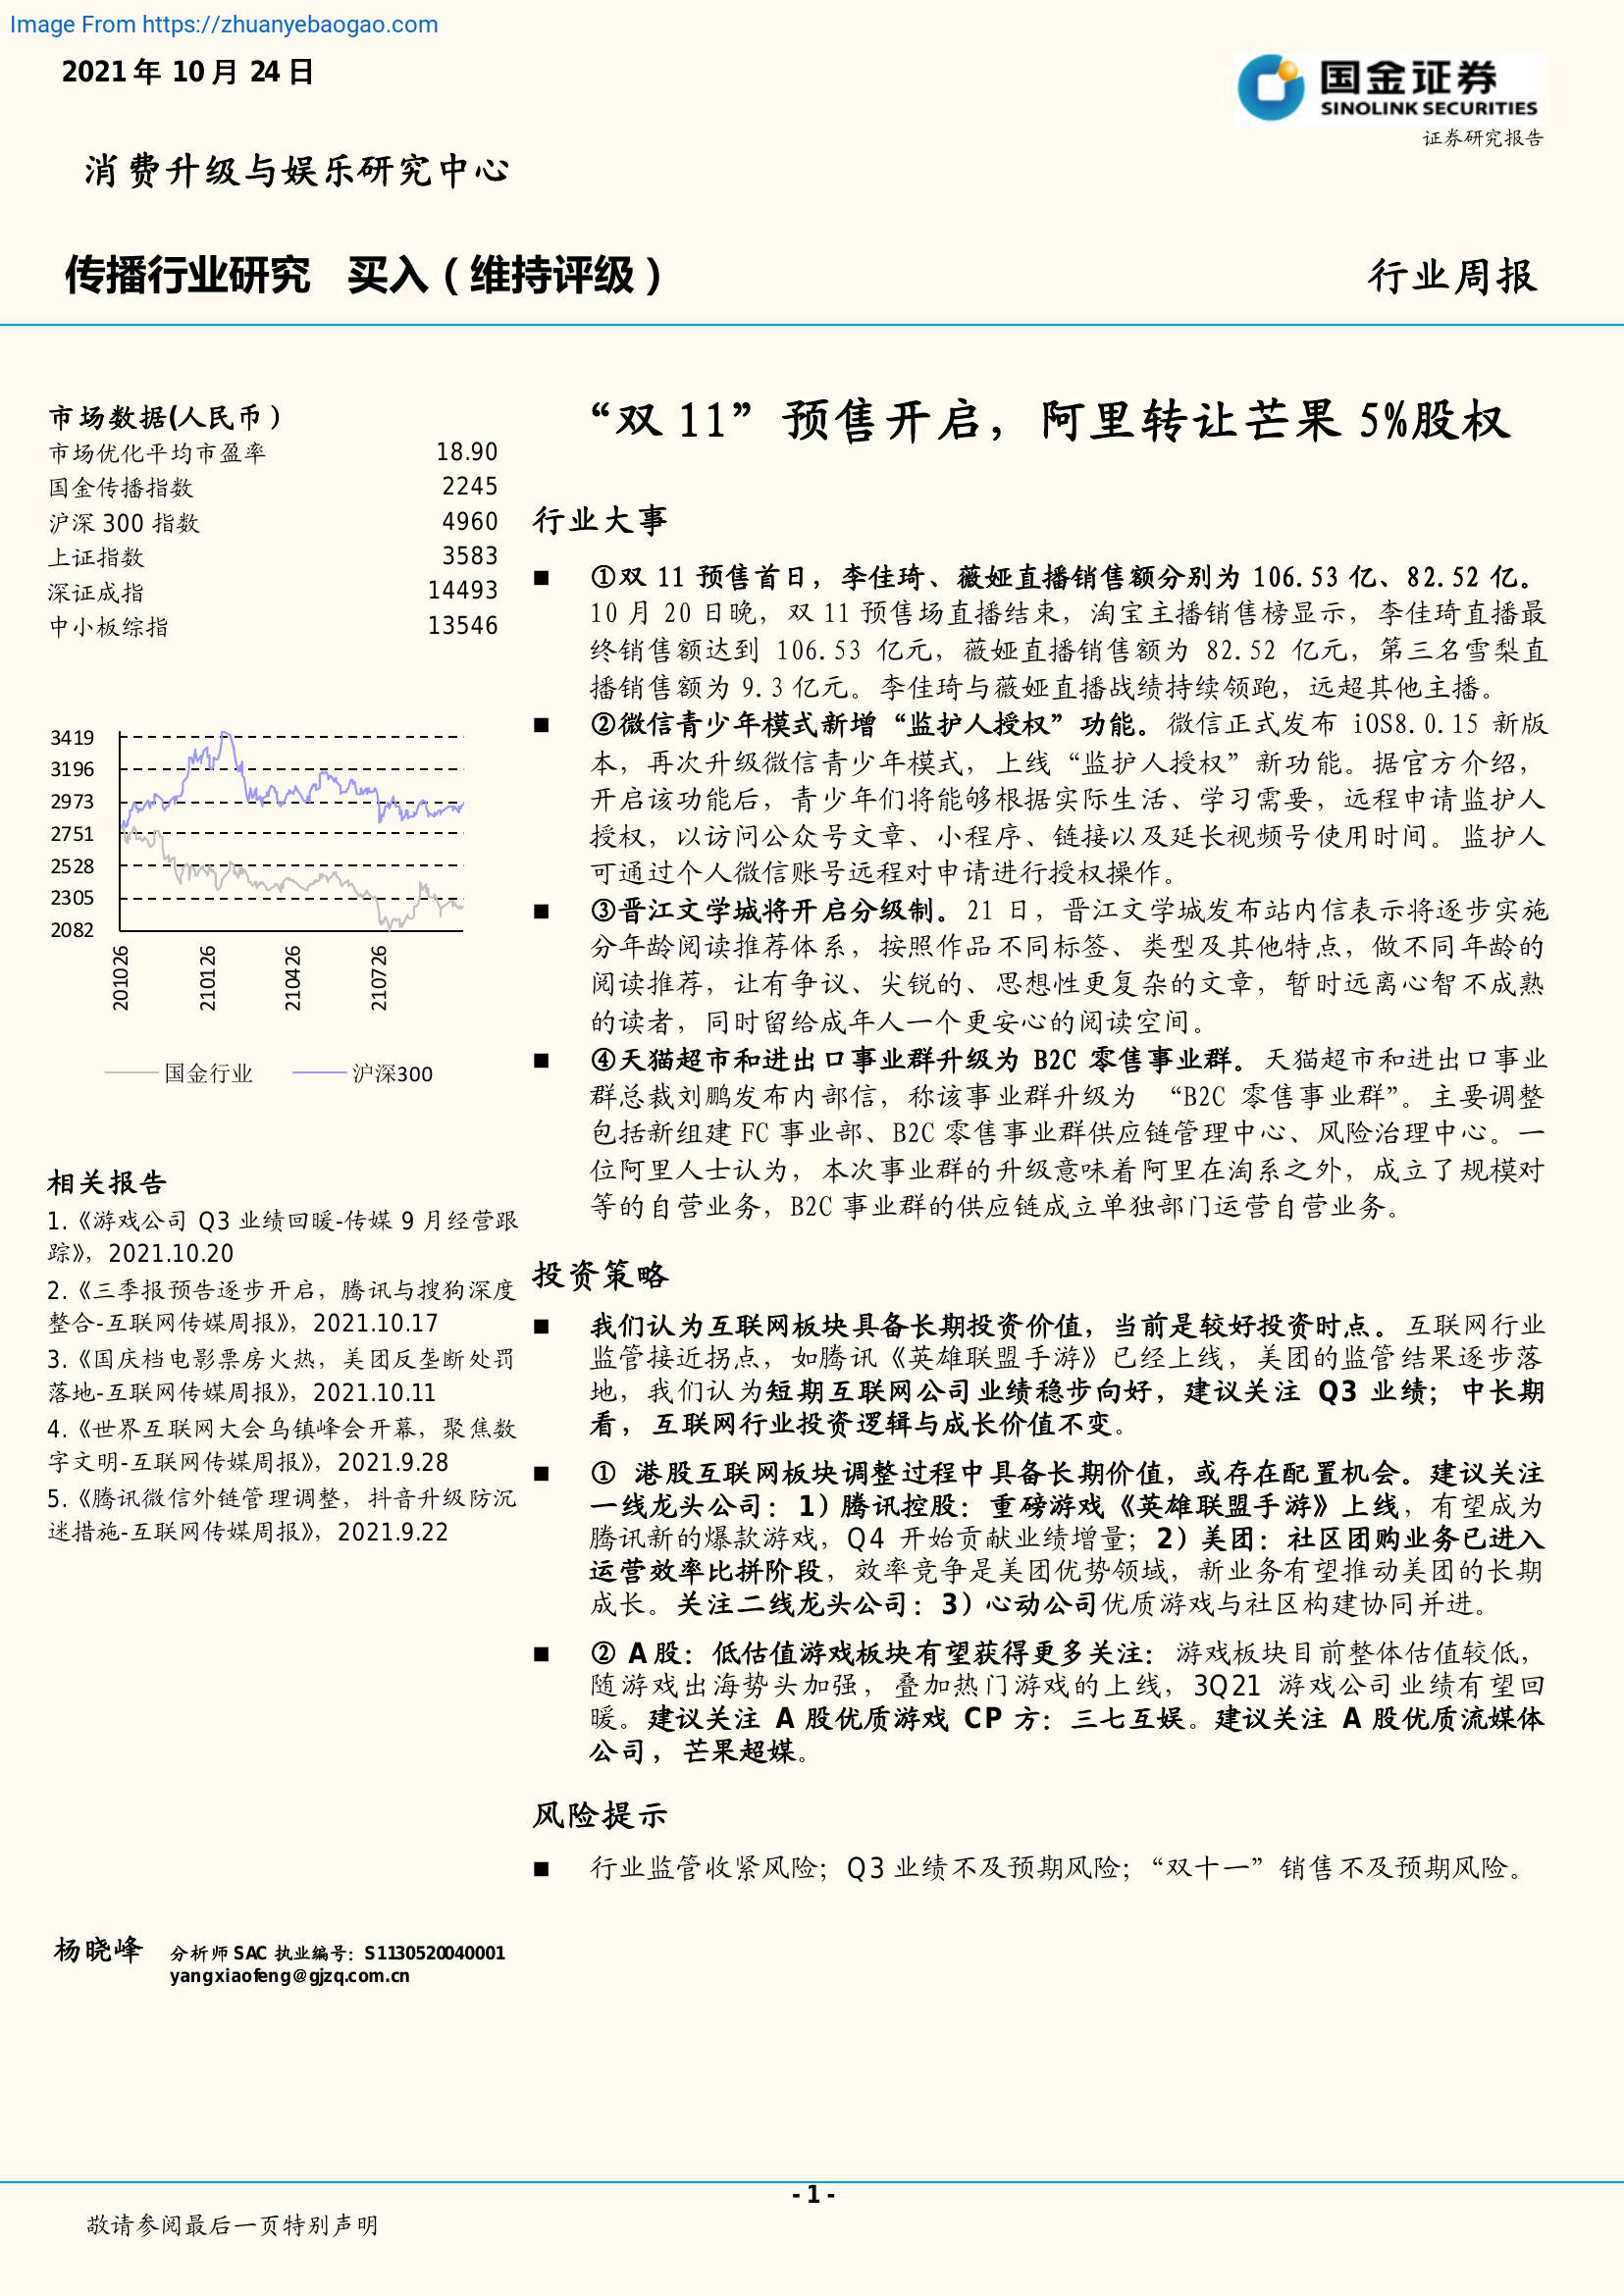 Image From https://zhuanyebaogao.com
2021 年 10 月 24 日
国金证券
SINOLINK SECURITIES
证券研究报告
消费升级与娱乐研究中心
传播行业研究 买入（维持评级）
行业周报
市场数据(人民币）
市场优化平均市盈率 18.90
国金传播指数 2245
沪深 300 指数 4960
上证指数 3583
深证成指 14493
中小板综指 13546
3419
3196
2973
2751
2528
2305
2082
201026
210126
210426
210726
国金行业 沪深300
相关报告
1.《游戏公司 Q3 业绩回暖-传媒 9 月经营跟
踪》，2021.10.20
2.《三季报预告逐步开启，腾讯与搜狗深度
整合-互联网传媒周报》，2021.10.17
3.《国庆档电影票房火热，美团反垄断处罚
落地-互联网传媒周报》，2021.10.11
4.《世界互联网大会乌镇峰会开幕，聚焦数
字文明-互联网传媒周报》，2021.9.28
5.《腾讯微信外链管理调整，抖音升级防沉
迷措施-互联网传媒周报》，2021.9.22
杨晓峰 分析师 SAC 执业编号：S1130520040001
yangxiaofeng@gjzq.com.cn
“双 11”预售开启，阿里转让芒果 5%股权
行业大事
■ ①双 11 预售首日，李佳琦、薇娅直播销售额分别为 106.53 亿、82.52 亿。
10 月 20 日晚，双 11 预售场直播结束，淘宝主播销售榜显示，李佳琦直播最
终销售额达到 106.53 亿元，薇娅直播销售额为 82.52 亿元，第三名雪梨直
播销售额为 9.3 亿元。李佳琦与薇娅直播战绩持续领跑，远超其他主播。
■ ②微信青少年模式新增“监护人授权”功能。微信正式发布 iOS8.0.15 新版
本，再次升级微信青少年模式，上线“监护人授权”新功能。据官方介绍，
开启该功能后，青少年们将能够根据实际生活、学习需要，远程申请监护人
授权，以访问公众号文章、小程序、链接以及延长视频号使用时间。监护人
可通过个人微信账号远程对申请进行授权操作。
■ ③晋江文学城将开启分级制。21 日，晋江文学城发布站内信表示将逐步实施
分年龄阅读推荐体系，按照作品不同标签、类型及其他特点，做不同年龄的
阅读推荐，让有争议、尖锐的、思想性更复杂的文章，暂时远离心智不成熟
的读者，同时留给成年人一个更安心的阅读空间。
■ ④天猫超市和进出口事业群升级为 B2C 零售事业群。天猫超市和进出口事业
群总裁刘鹏发布内部信，称该事业群升级为 “B2C 零售事业群”。主要调整
包括新组建 FC 事业部、B2C 零售事业群供应链管理中心、风险治理中心。一
位阿里人士认为，本次事业群的升级意味着阿里在淘系之外，成立了规模对
等的自营业务，B2C 事业群的供应链成立单独部门运营自营业务。
投资策略
■ 我们认为互联网板块具备长期投资价值，当前是较好投资时点。互联网行业
监管接近拐点，如腾讯《英雄联盟手游》已经上线，美团的监管结果逐步落
地，我们认为短期互联网公司业绩稳步向好，建议关注 Q3 业绩；中长期
看，互联网行业投资逻辑与成长价值不变。
■ ① 港股互联网板块调整过程中具备长期价值，或存在配置机会。建议关注
一线龙头公司：1）腾讯控股：重磅游戏《英雄联盟手游》上线，有望成为
腾讯新的爆款游戏，Q4 开始贡献业绩增量；2）美团：社区团购业务已进入
运营效率比拼阶段，效率竞争是美团优势领域，新业务有望推动美团的长期
成长。关注二线龙头公司：3）心动公司优质游戏与社区构建协同并进。
■ ② A 股：低估值游戏板块有望获得更多关注：游戏板块目前整体估值较低，
随游戏出海势头加强，叠加热门游戏的上线，3Q21 游戏公司业绩有望回
暖。建议关注 A 股优质游戏 CP 方：三七互娱。建议关注 A 股优质流媒体
公司，芒果超媒。
风险提示
■ 行业监管收紧风险；Q3 业绩不及预期风险；“双十一”销售不及预期风险。
- 1 -
敬请参阅最后一页特别声明